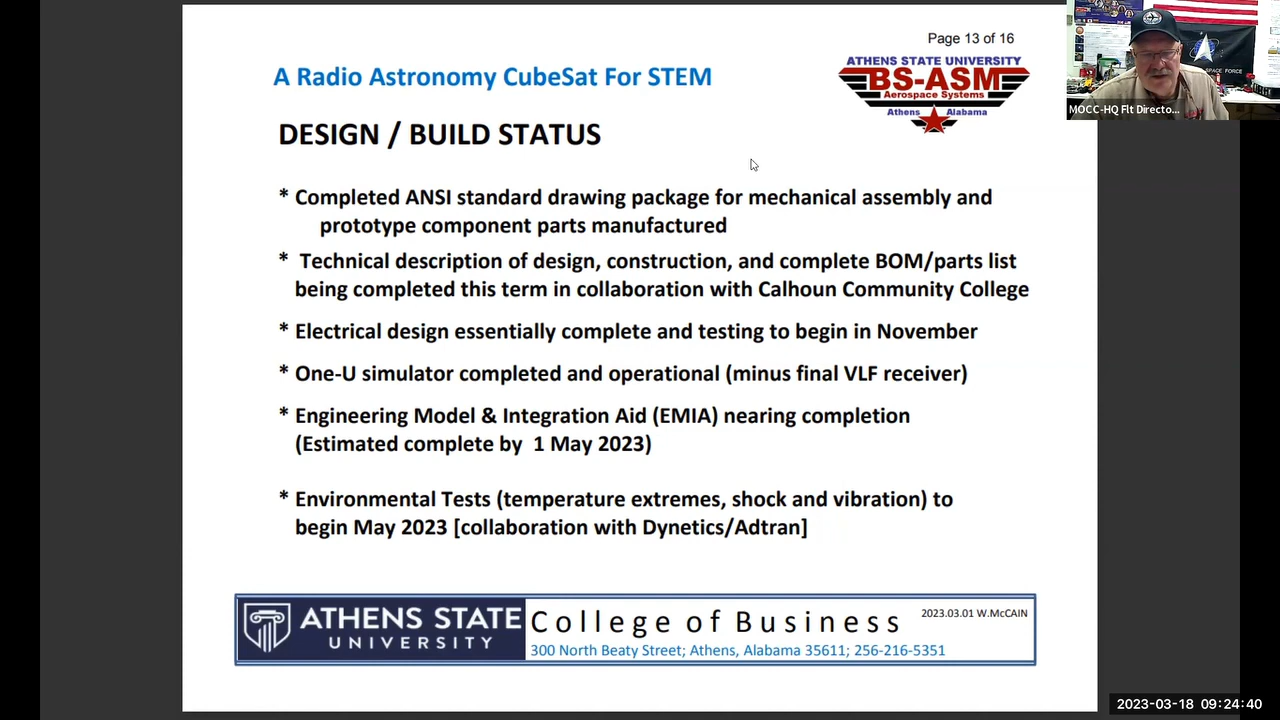 Page 13 of 16
A Radio Astronomy CubeSat For STEM
ATHENS STATE UNIVERSITY
BS-ASM
Aerospace Systems
Athens Alabama
DESIGN / BUILD STATUS
* Completed ANSI standard drawing package for mechanical assembly and
prototype component parts manufactured
* Technical description of design, construction, and complete BOM/parts list
being completed this term in collaboration with Calhoun Community College
* Electrical design essentially complete and testing to begin in November
* One-U simulator completed and operational (minus final VLF receiver)
* Engineering Model & Integration Aid (EMIA) nearing completion
(Estimated complete by 1 May 2023)
* Environmental Tests (temperature extremes, shock and vibration) to
begin May 2023 [collaboration with Dynetics/Adtran]
ATHENS STATE
UNIVERSITY
College of Business
2023.03.01 W.McCAIN
300 North Beaty Street; Athens, Alabama 35611; 256-216-5351
SPACE FORCE
MOCC-HQ Flt Directo...
2023-03-18 09:24:40